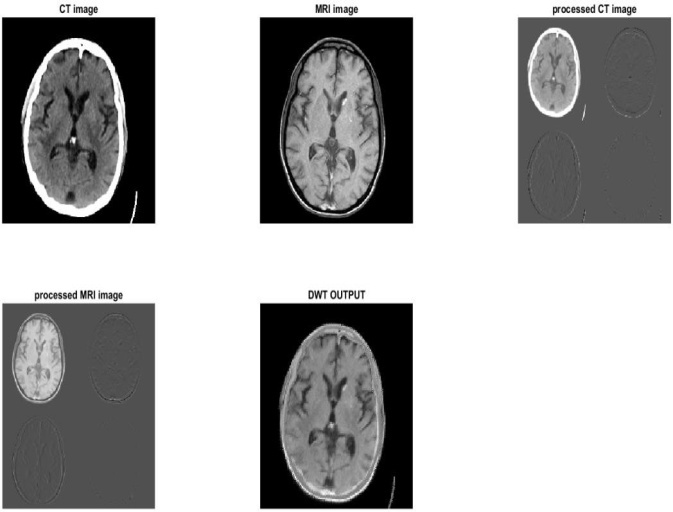 CT image
MRI image
processed CT image
processed MRI image
DWT OUTPUT